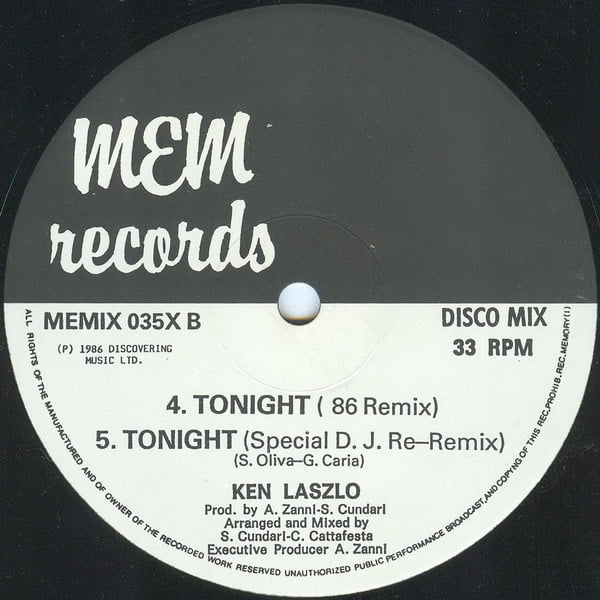 MEM
records
MEMIX 035X B
DISCO MIX
(P) 1986 DISCOVERING
MUSIC LTD.
33 RPM
4. TONIGHT ( 86 Remix)
5. TONIGHT (Special D. J. Re–Remix)
(S. Oliva–G. Caria)
KEN LASZLO
Prod. by A. Zanni-S. Cundari
Arranged and Mixed by
S. Cundari-C. Cattafesta
Executive Producer A. Zanni
ALL RIGHTS OF THE MANUFACTURED AND OF OWNER OF THE RECORDED WORK RESERVED UNAUTHORIZED PUBLIC PERFORMANCE BROADCAST,AND COPYNG OF THIS REC.PROHIB.REC.MEMORY(I)